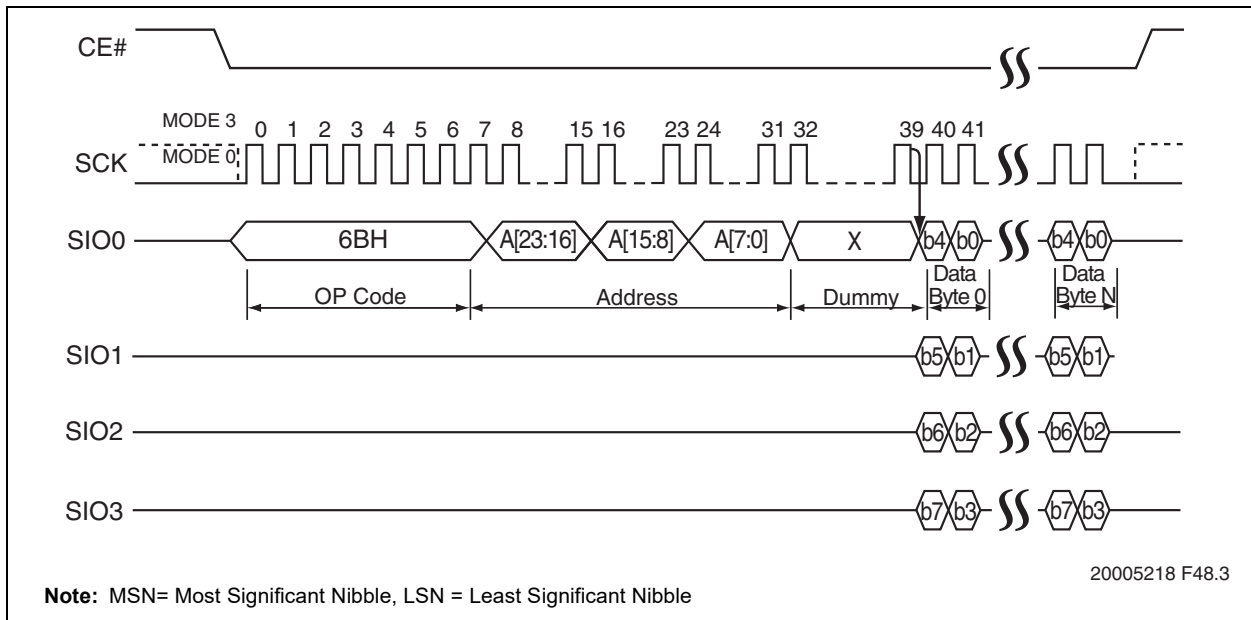 CE#
MODE 3
0 1 2 3 4 5 6 7 8 15 16 23 24 31 32 39 40 41
SCK
MODE 0
SIO0 6BH A[23:16] A[15:8] A[7:0] X b4 b0 b4 b0
OP Code Address Dummy Data Byte 0 Data Byte N
SIO1 b5 b1 b5 b1
SIO2 b6 b2 b6 b2
SIO3 b7 b3 b7 b3
20005218 F48.3
Note: MSN= Most Significant Nibble, LSN = Least Significant Nibble